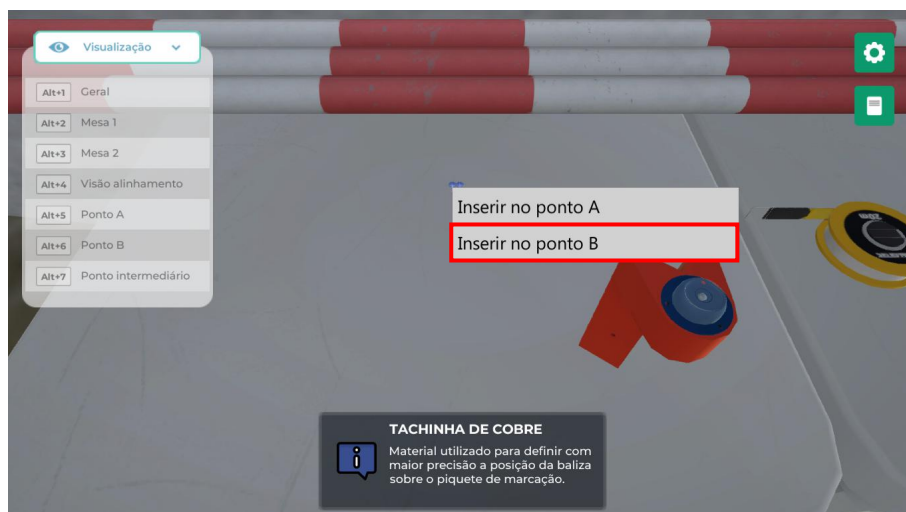 Visualização
Alt+1 Geral
Alt+2 Mesa 1
Alt+3 Mesa 2
Alt+4 Visão alinhamento
Alt+5 Ponto A
Alt+6 Ponto B
Alt+7 Ponto intermediário
Inserir no ponto A
Inserir no ponto B
TACHINHA DE COBRE
Material utilizado para definir com
maior precisão a posição da baliza
sobre o piquete de marcação.